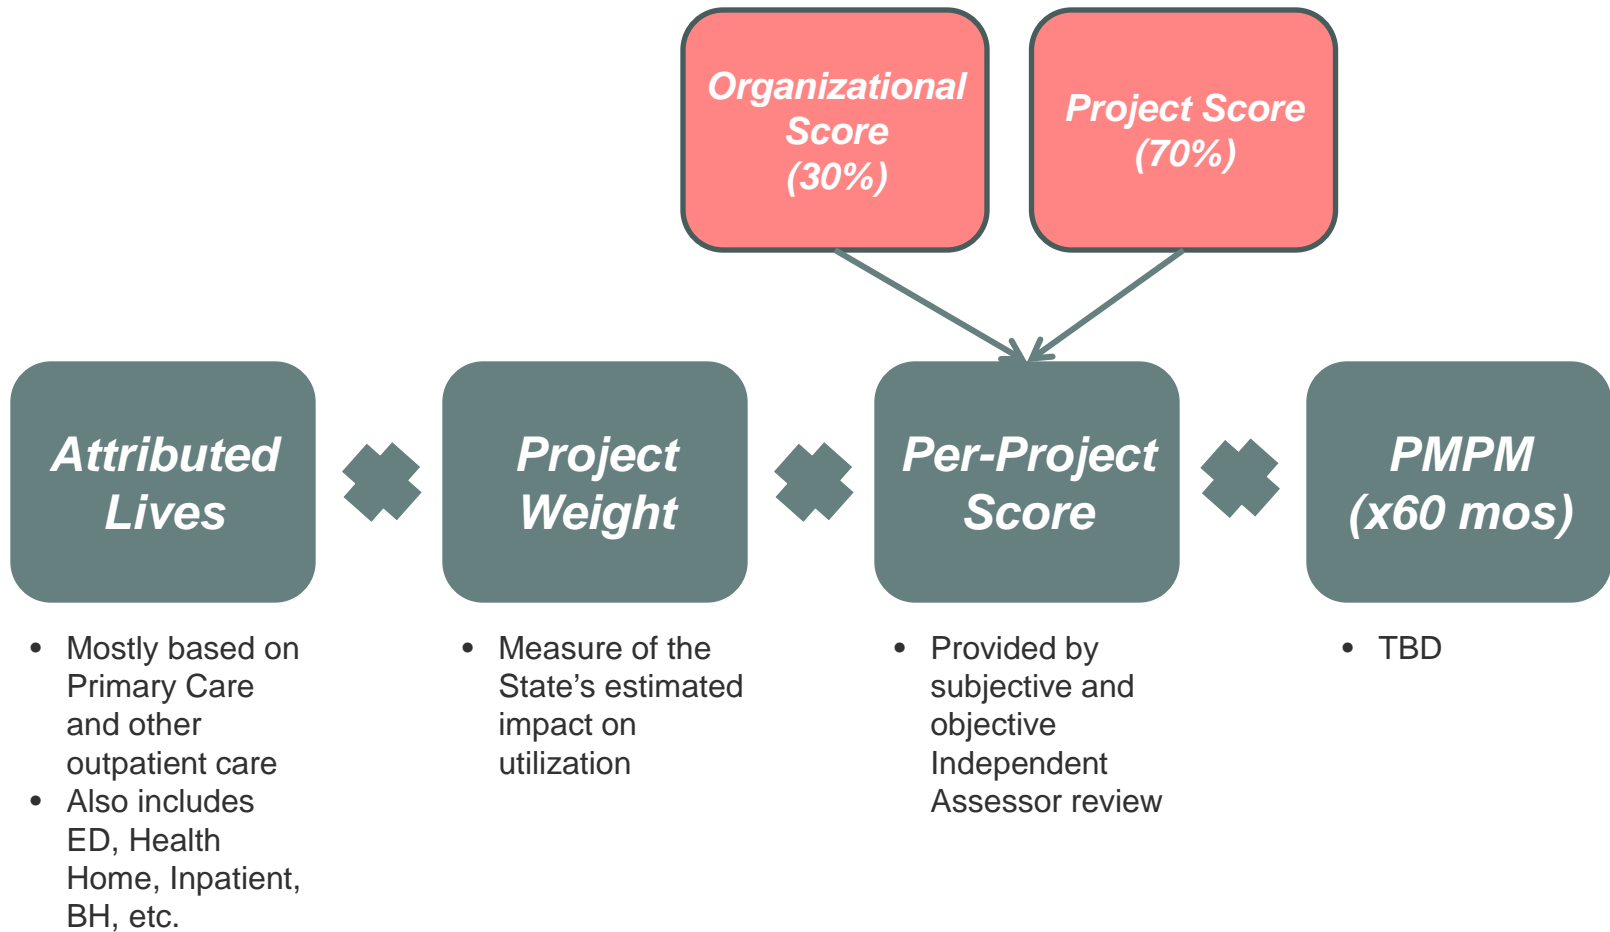 Organizational
Score
(30%)
Project Score
(70%)
Attributed
Lives
Project
Weight
Per-Project
Score
PMPM
(x60 mos)
• Mostly based on
Primary Care
and other
outpatient care
• Also includes
ED, Health
Home, Inpatient,
BH, etc.
• Measure of the
State’s estimated
impact on
utilization
• Provided by
subjective and
objective
Independent
Assessor review
• TBD